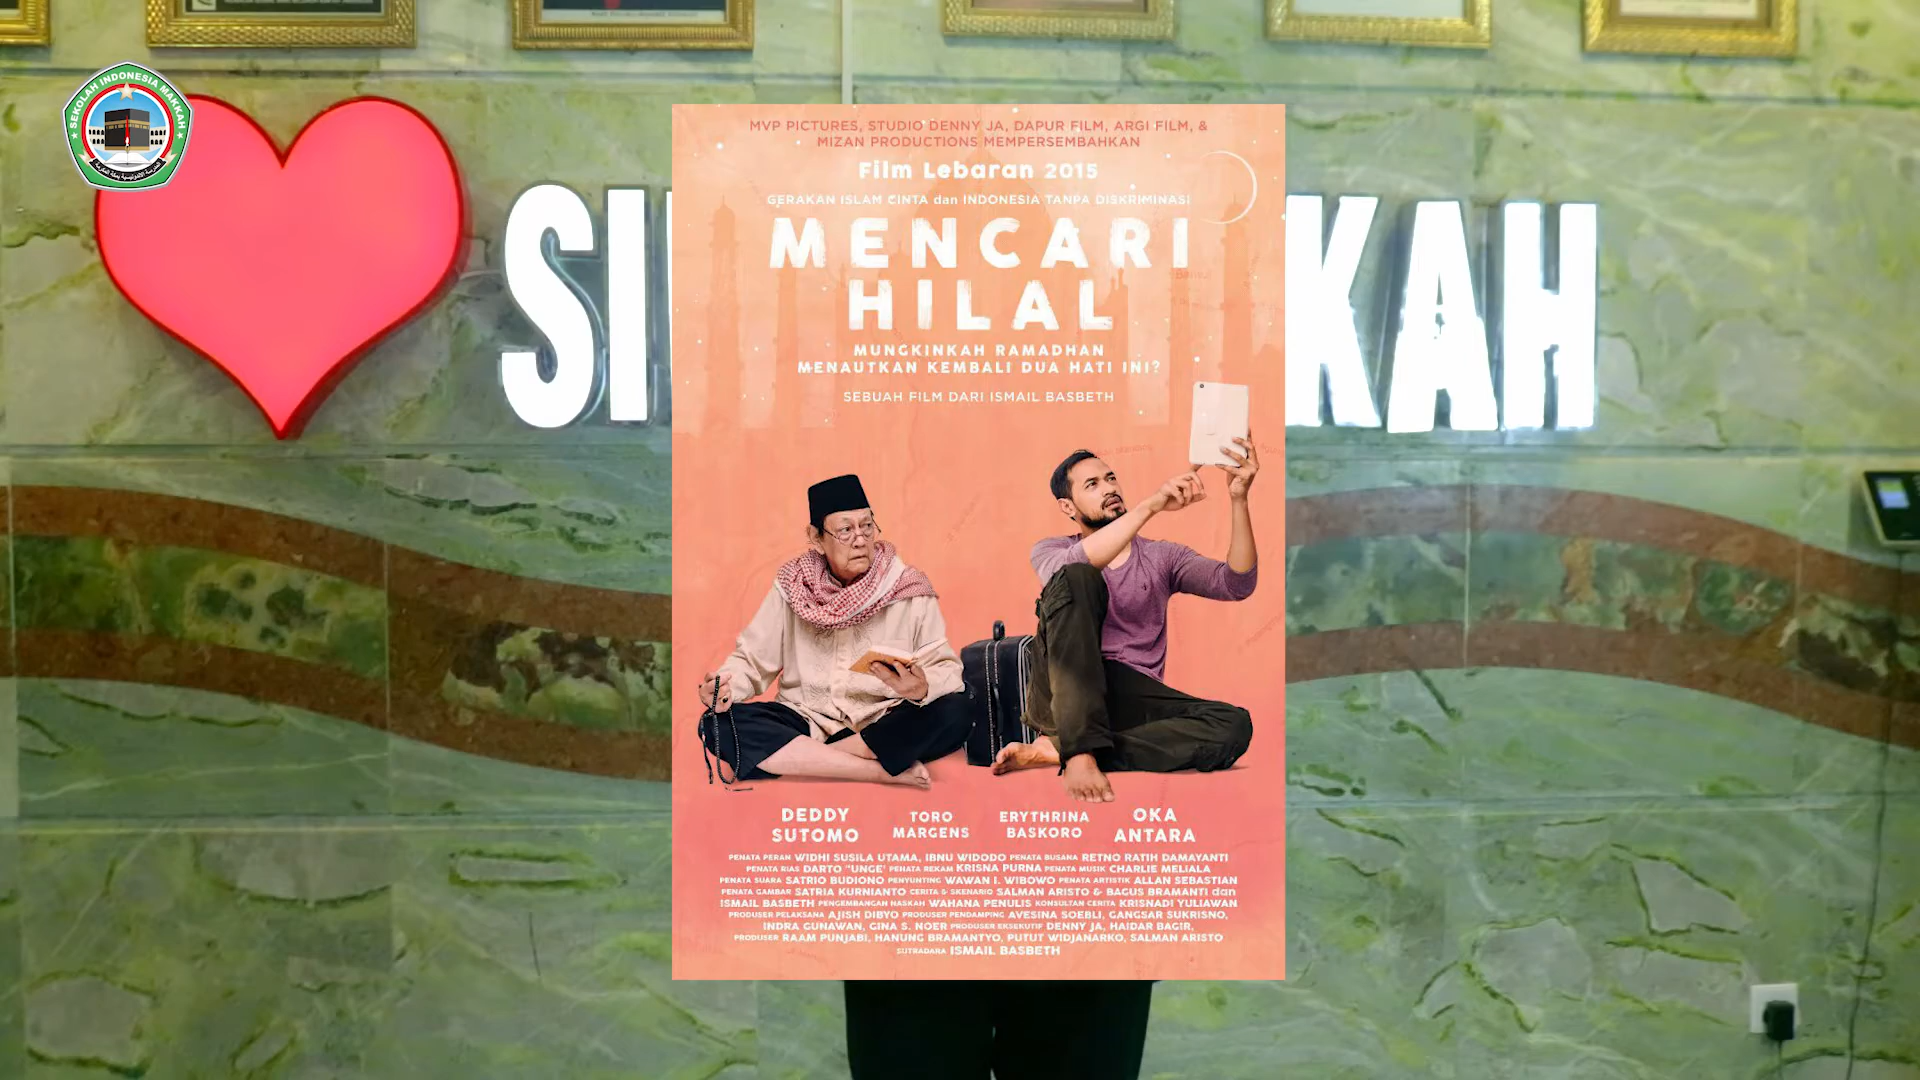 SEKOLAH INDONESIA MAKKAH
SI
KAH
MVP PICTURES, STUDIO DENNY JA, DAPUR FILM, ARGI FILM, &
MIZAN PRODUCTIONS MEMPERSEMBAHKAN
Film Lebaran 2015
GERAKAN ISLAM CINTA dan INDONESIA TANPA DISKRIMINASI
MENCARI
HILAL
MUNGKINKAH RAMADHAN
MENAUTKAN KEMBALI DUA HATI INI?
SEBUAH FILM DARI ISMAIL BASBETH
DEDDY SUTOMO
TORO MARGENS
ERYTHRINA BASKORO
OKA ANTARA
PENATA PERAN WIDHI SUSILA UTAMA, IBNU WIDODO PENATA BUSANA RETNO RATIH DAMAYANTI
PENATA RIAS DARTO "UNGE" PENATA REKAM KRISNA PURNA PENATA MUSIK CHARLIE MELIALA
PENATA SUARA SATRIO BUDIONO PENYUNTING WAWAN I. WIBOWO PENATA ARTISTIK ALLAN SEBASTIAN
PENATA GAMBAR SATRIA KURNIANTO CERITA & SKENARIO SALMAN ARISTO & BAGUS BRAMANTI dan
ISMAIL BASBETH PENGEMBANGAN NASKAH WAHANA PENULIS KONSULTAN CERITA KRISNADI YULIAWAN
PRODUSER PELAKSANA AJISH DIBYO PRODUSER PENDAMPING AVESINA SOEBLI, GANGSAR SUKRISNO,
INDRA GUNAWAN, GINA S. NOER PRODUSER EKSEKUTIF DENNY JA, HAIDAR BAGIR,
PRODUSER RAAM PUNJABI, HANUNG BRAMANTYO, PUTUT WIDJANARKO, SALMAN ARISTO
SUTRADARA ISMAIL BASBETH